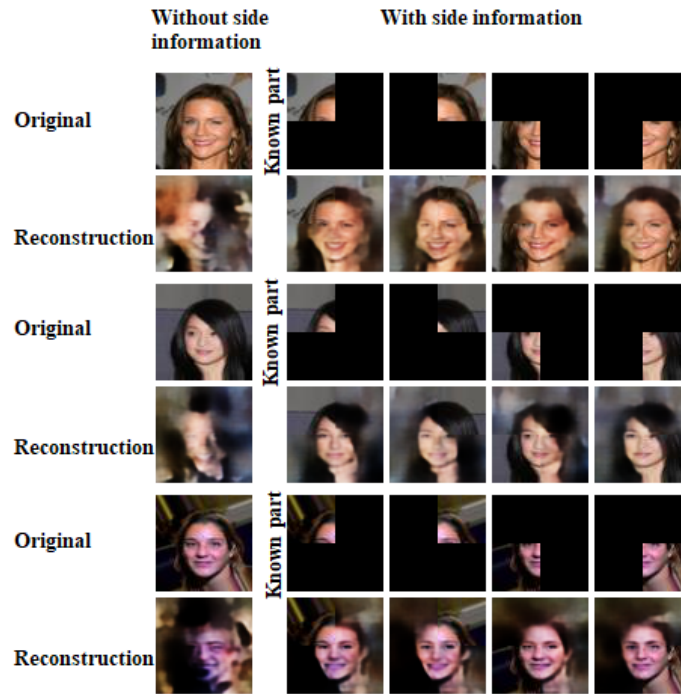 Without side
information
With side information
Original
Known part
Reconstruction
Original
Known part
Reconstruction
Original
Known part
Reconstruction